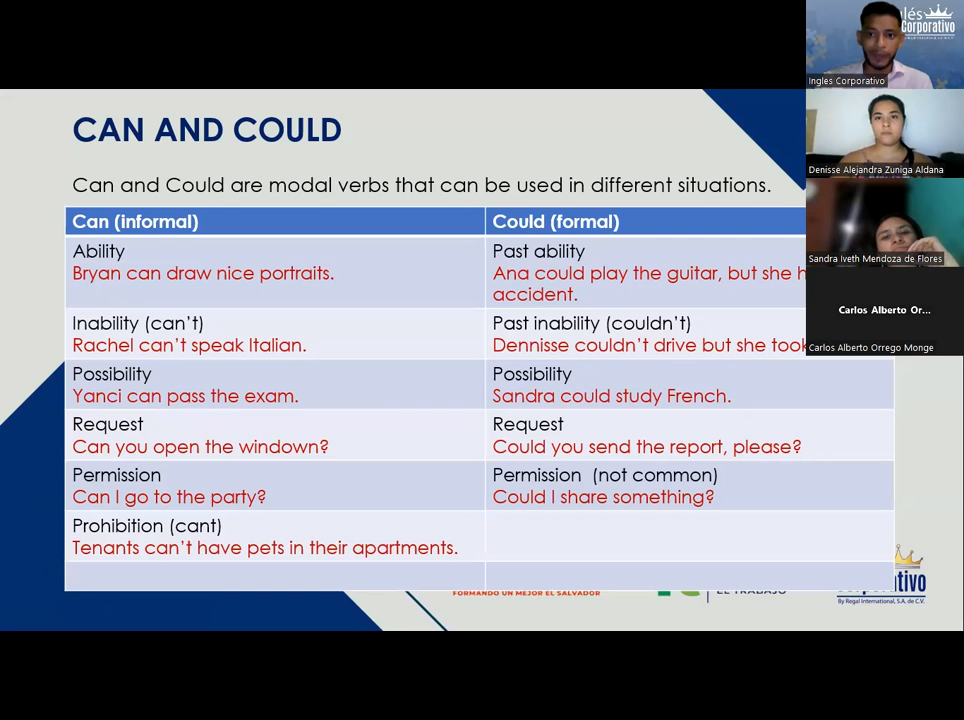 CAN AND COULD
Can and Could are modal verbs that can be used in different situations.
Can (informal)
Could (formal)
Ability
Bryan can draw nice portraits.
Past ability
Ana could play the guitar, but she
accident.
Inability (can't)
Rachel can't speak Italian.
Past inability (couldn't)
Dennisse couldn't drive but she took
Possibility
Yanci can pass the exam.
Possibility
Sandra could study French.
Request
Can you open the windown?
Request
Could you send the report, please?
Permission
Can I go to the party?
Permission (not common)
Could I share something?
Prohibition (cant)
Tenants can't have pets in their apartments.
FORMANDO UN MEJOR EL SALVADOR
EL TRABAJO
By Regal International, S.A. de C.V.
Corporativo
Ingles Corporativo
Denisse Alejandra Zuniga Aldana
Sandra Iveth Mendoza de Flores
Carlos Alberto Or...
Carlos Alberto Orrego Monge